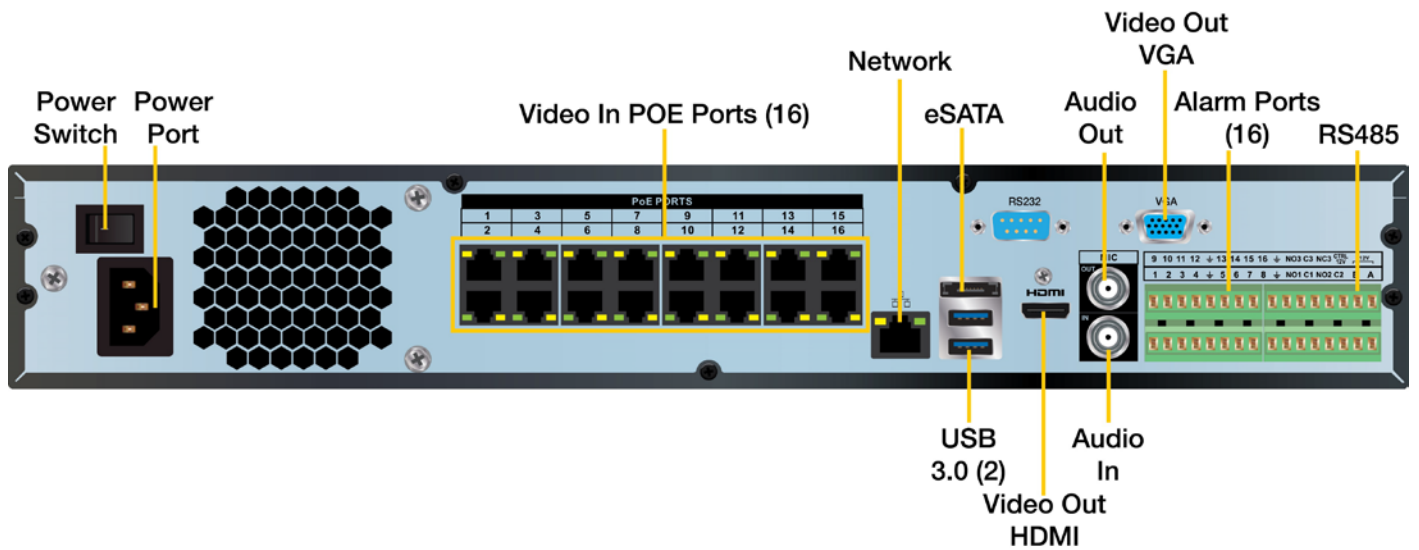 Video Out
VGA
Network
Power
Switch
Power
Port
Video In POE Ports (16)
eSATA
Audio
Out
Alarm Ports
(16)
RS485
PoE PORTS
1 3 5 7 9 11 13 15
2 4 6 8 10 12 14 16
RS232
VGA
MIC
OUT
IN
HDMI
9 10 11 12 ⏚ 13 14 15 16 ⏚ NO3 C3 NC3 CTRL 12V 12V
1 2 3 4 ⏚ 5 6 7 8 ⏚ NO1 C1 NO2 C2 B A
USB
3.0 (2)
Audio
In
Video Out
HDMI